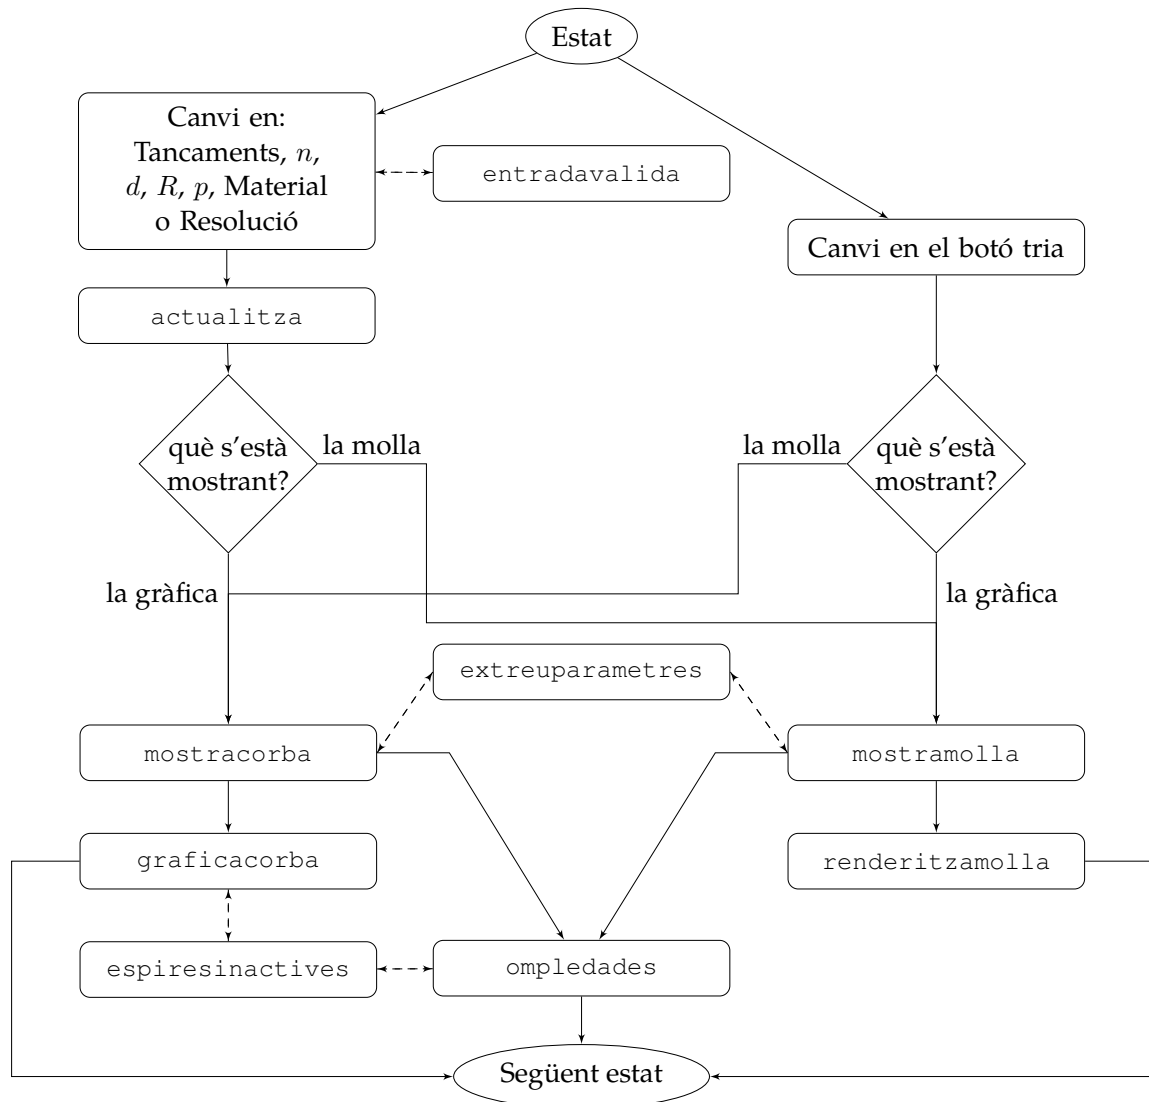 Estat
Canvi en:
Tancaments, n,
d, R, p, Material
o Resolució
entradavalida
Canvi en el botó tria
actualitza
què s'està
mostrant?
la molla
la molla
què s'està
mostrant?
la gràfica
la gràfica
extreuparametres
mostracorba
mostramolla
graficacorba
renderitzamolla
espiresinactives
ompledades
Següent estat